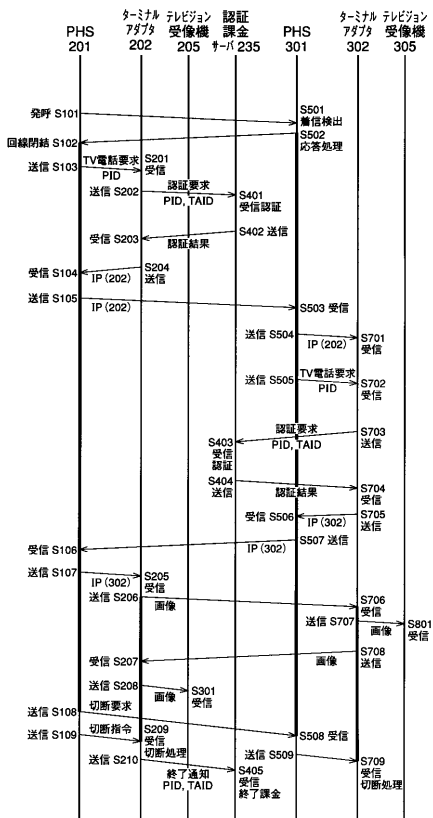 PHS
201
ターミナル
アダプタ
202
テレビジョン
受像機
205
認証
課金
サーバ 235
PHS
301
ターミナル
アダプタ
302
テレビジョン
受像機
305
発呼 S101
S501
着信検出
回線閉結 S102
S502
応答処理
送信 S103
TV電話要求
PID
S201
受信
送信 S202
認証要求
PID, TAID
S401
受信認証
受信 S203
認証結果
S402 送信
受信 S104
IP (202)
S204
送信
送信 S105
IP (202)
S503 受信
送信 S504
IP (202)
S701
受信
送信 S505
TV電話要求
PID
S702
受信
S403
受信
認証
認証要求
PID, TAID
S703
送信
S404
送信
認証結果
S704
受信
受信 S506
IP (302)
S705
送信
受信 S106
IP (302)
S507 送信
送信 S107
IP (302)
S205
受信
送信 S206
画像
S706
受信
送信 S707
画像
S801
受信
受信 S207
画像
S708
送信
送信 S208
画像
S301
受信
送信 S108
切断要求
S508 受信
送信 S109
切断指令
S209
受信
切断処理
送信 S509
S709
受信
切断処理
送信 S210
終了通知
PID, TAID
S405
受信
終了課金